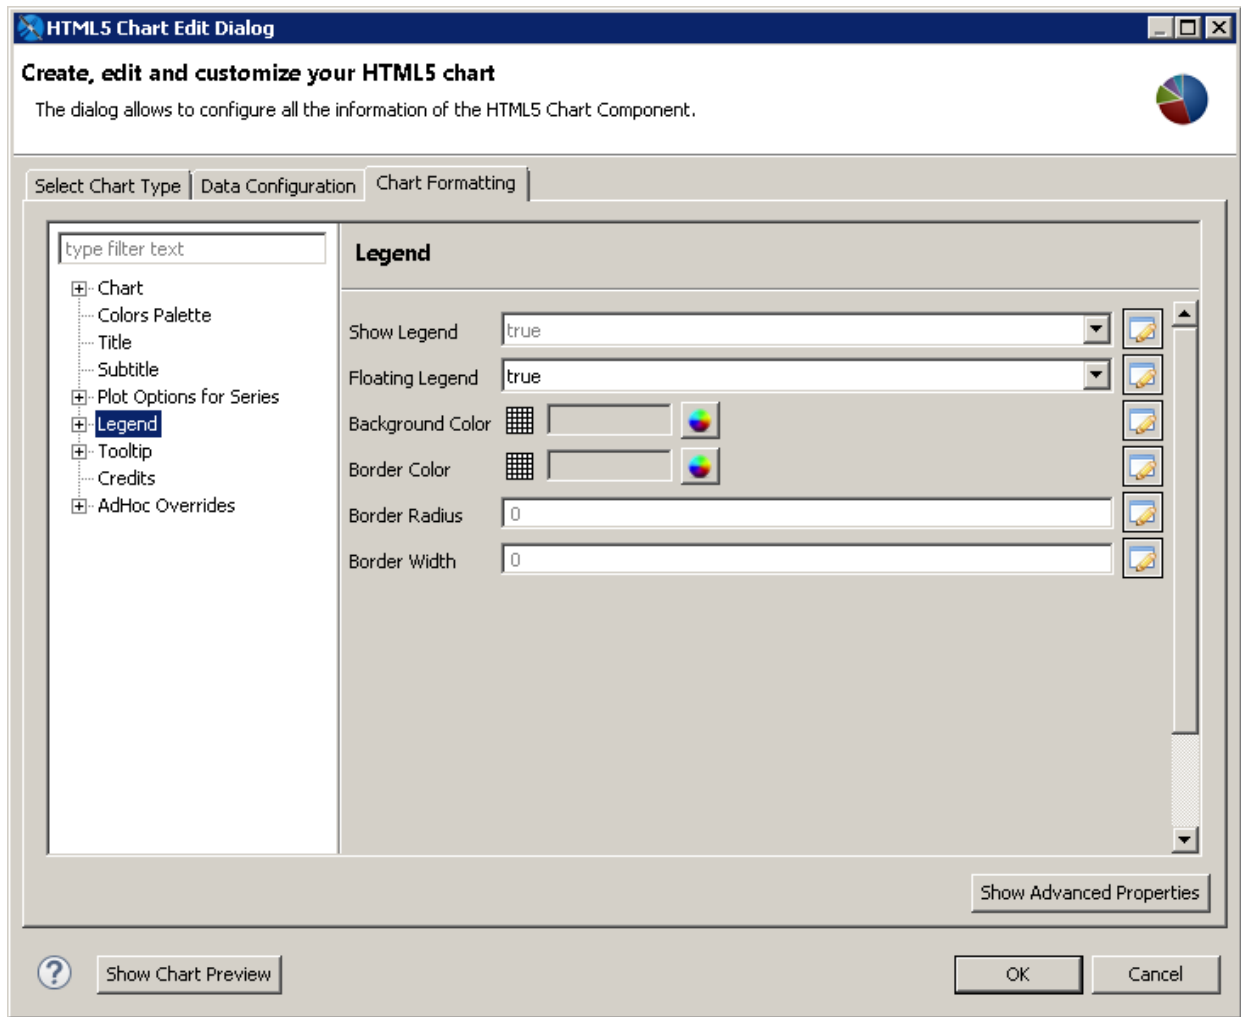 HTML5 Chart Edit Dialog
Create, edit and customize your HTML5 chart
The dialog allows to configure all the information of the HTML5 Chart Component.
Select Chart Type
Data Configuration
Chart Formatting
type filter text
Chart
Colors Palette
Title
Subtitle
Plot Options for Series
Legend
Tooltip
Credits
AdHoc Overrides
Legend
Show Legend true
Floating Legend true
Background Color
Border Color
Border Radius 0
Border Width 0
Show Advanced Properties
?
Show Chart Preview
OK
Cancel